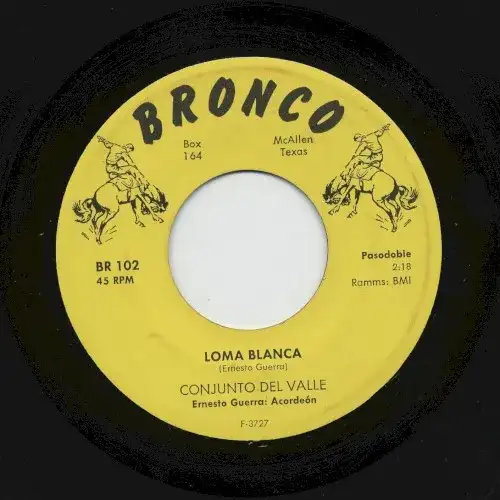 BRONCO
Box
164
McAllen
Texas
BR 102
45 RPM
Pasodoble
2:18
Ramms: BMI
LOMA BLANCA
(Ernesto Guerra)
CONJUNTO DEL VALLE
Ernesto Guerra: Acordeón
F-3727